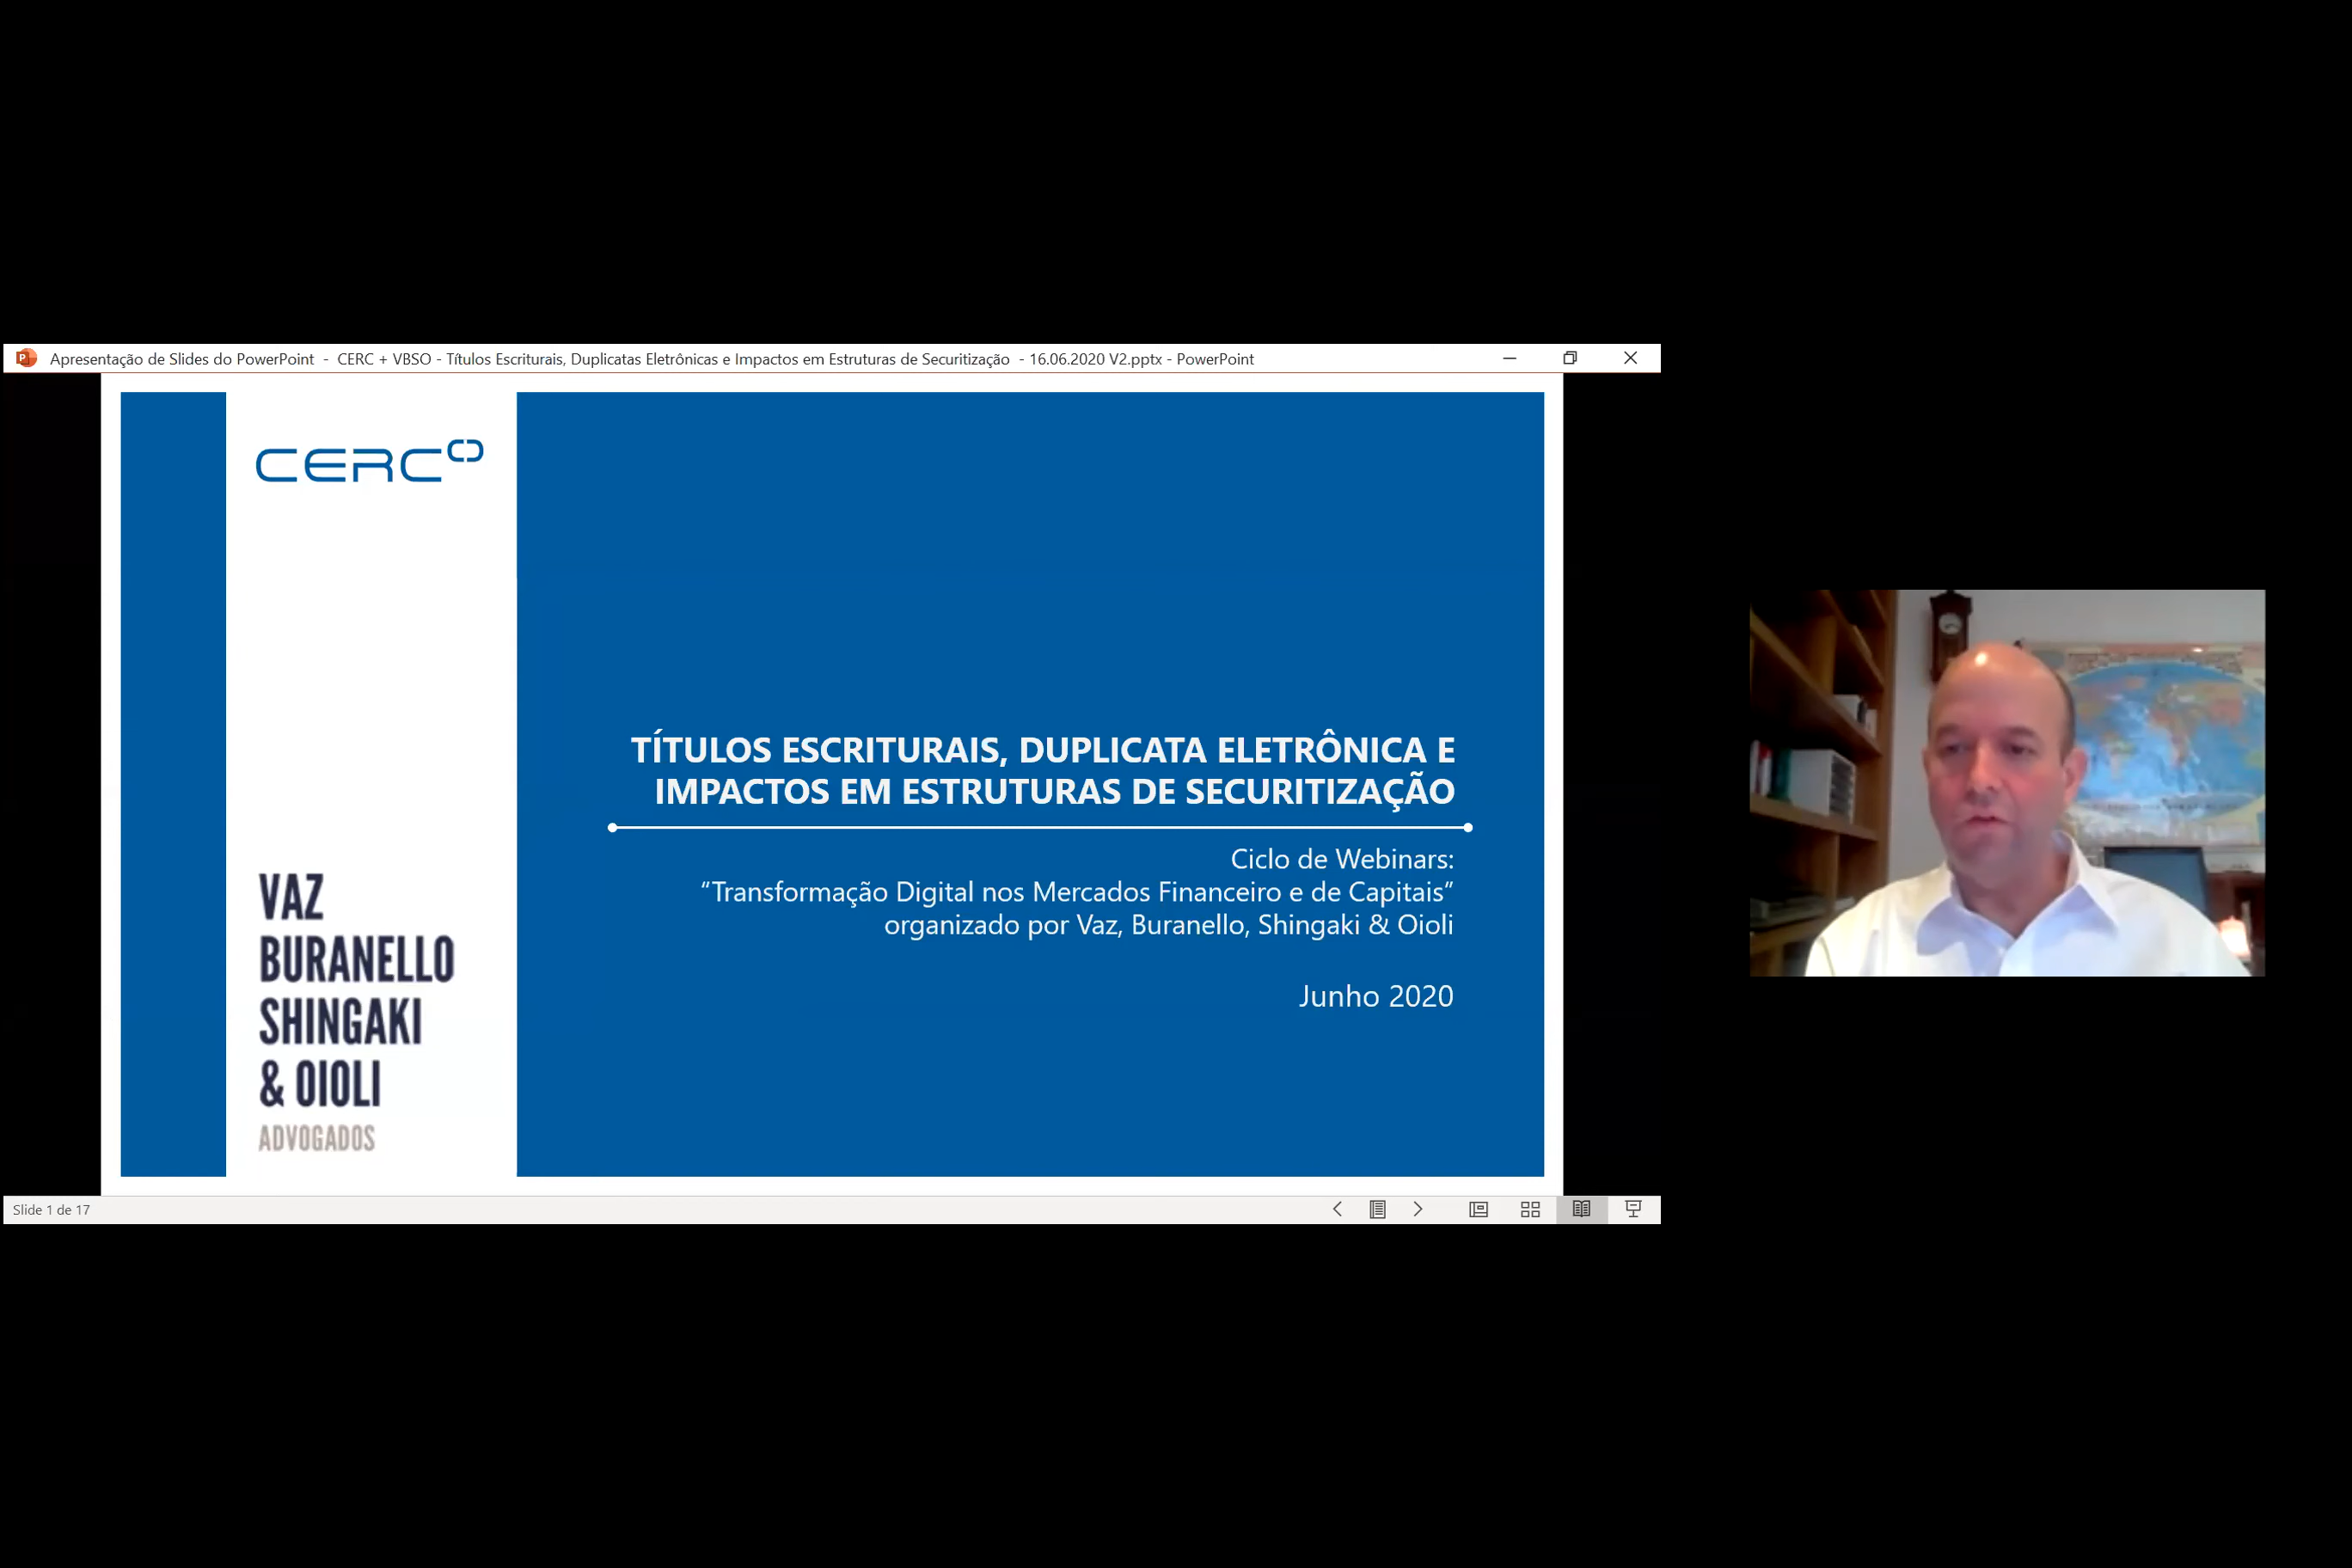 Apresentação de Slides do PowerPoint - CERC + VBSO - Títulos Escriturais, Duplicatas Eletrônicas e Impactos em Estruturas de Securitização - 16.06.2020 V2.pptx - PowerPoint
CERC
TÍTULOS ESCRITURAIS, DUPLICATA ELETRÔNICA E
IMPACTOS EM ESTRUTURAS DE SECURITIZAÇÃO
Ciclo de Webinars:
“Transformação Digital nos Mercados Financeiro e de Capitais”
organizado por Vaz, Buranello, Shingaki & Oioli
Junho 2020
VAZ
BURANELLO
SHINGAKI
& OIOLI
ADVOGADOS
Slide 1 de 17